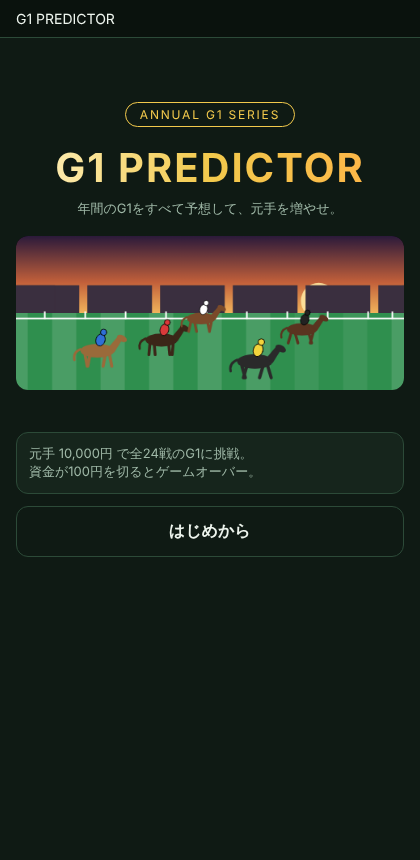 G1 PREDICTOR
ANNUAL G1 SERIES
G1 PREDICTOR
年間のG1をすべて予想して、元手を増やせ。
元手 10,000円 で全24戦のG1に挑戦。
資金が100円を切るとゲームオーバー。
はじめから